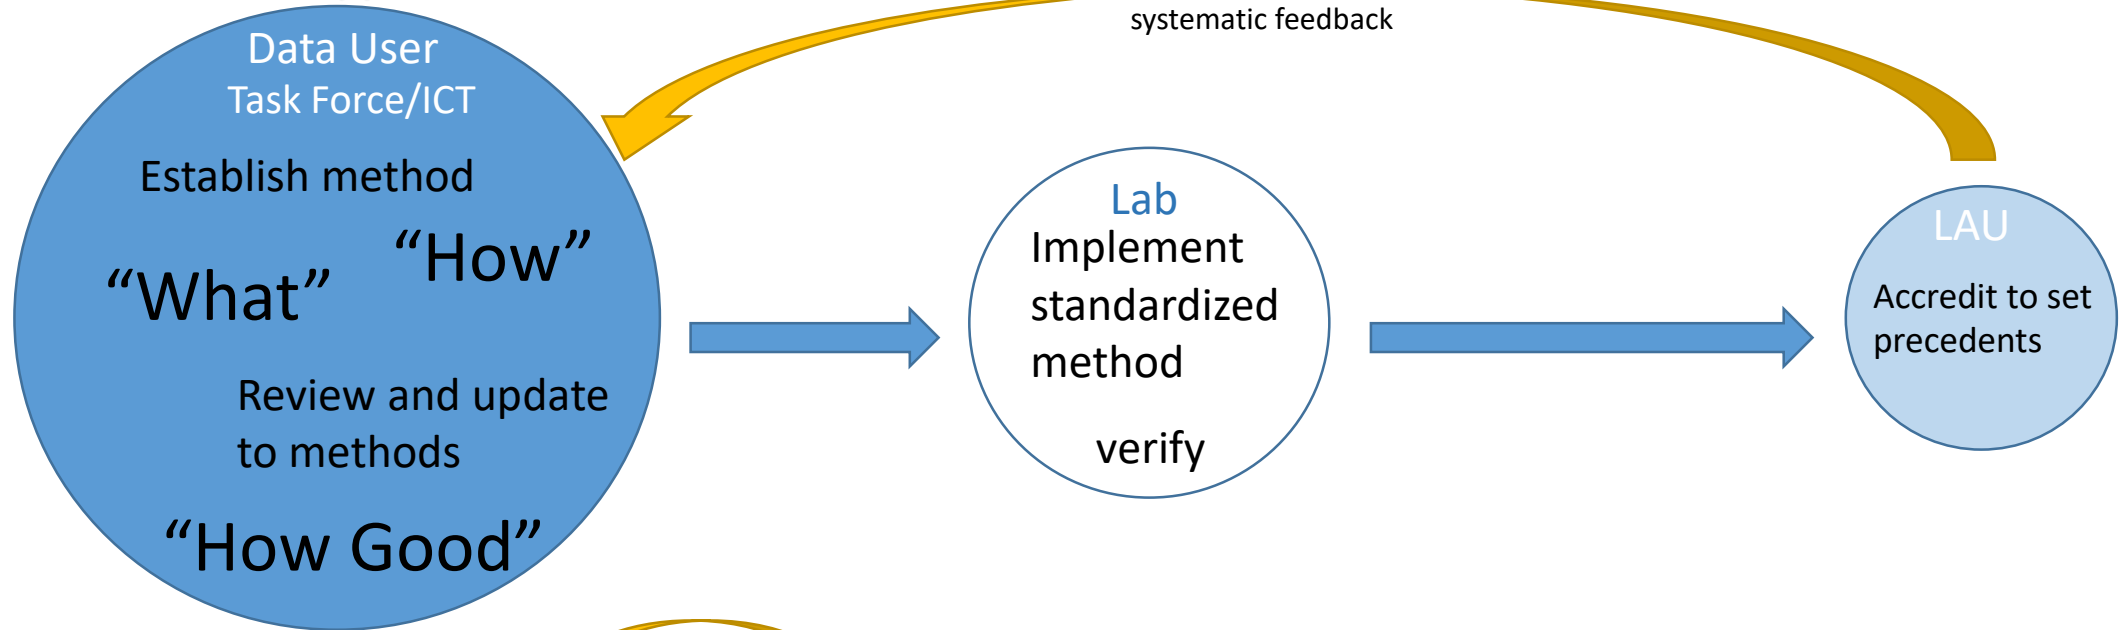 systematic feedback
Data User
Task Force/ICT
Establish method
“How”
“What”
Review and update
to methods
“How Good”
Lab
Implement
standardized
method
verify
LAU
Accredit to set
precedents